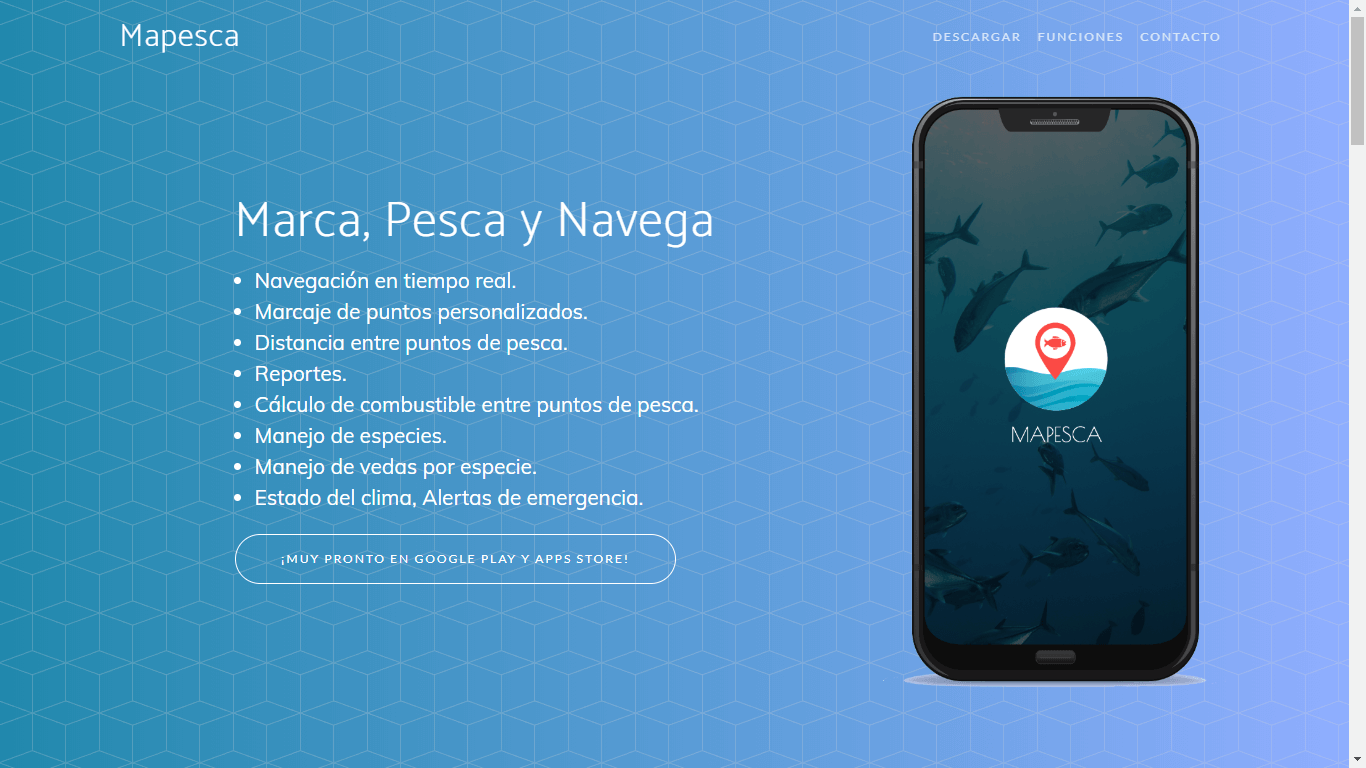 Mapesca
DESCARGAR FUNCIONES CONTACTO
Marca, Pesca y Navega
Navegación en tiempo real.
Marcaje de puntos personalizados.
Distancia entre puntos de pesca.
Reportes.
Cálculo de combustible entre puntos de pesca.
Manejo de especies.
Manejo de vedas por especie.
Estado del clima, Alertas de emergencia.
¡MUY PRONTO EN GOOGLE PLAY Y APPS STORE!
MAPESCA